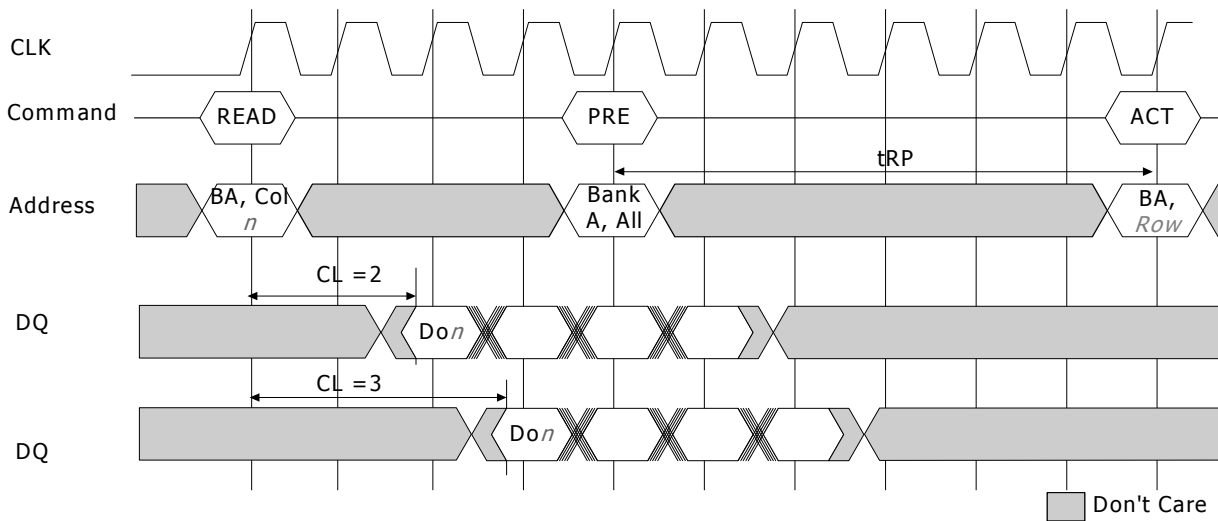 CLK
Command
READ
PRE
ACT
tRP
Address
BA, Col
n
Bank
A, All
BA,
Row
CL =2
DQ
Don
CL =3
DQ
Don
Don't Care